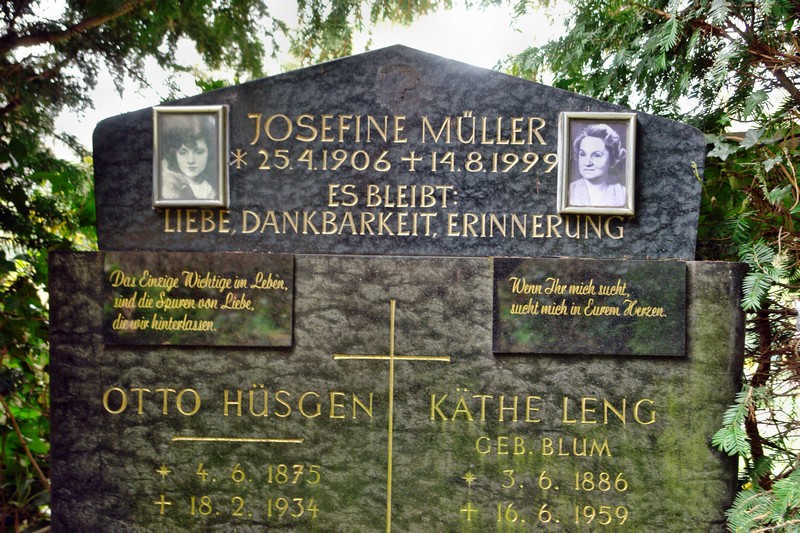 JOSEFINE MÜLLER
* 25.4.1906 + 14.8.1999
ES BLEIBT:
LIEBE, DANKBARKEIT, ERINNERUNG
Das Einzige Wichtige im Leben,
sind die Spuren von Liebe,
die wir hinterlassen.
Wenn Ihr mich sucht,
sucht mich in Eurem Herzen.
OTTO HÜSGEN
* 4. 6. 1875
+ 18. 2. 1934
KÄTHE LENG
GEB. BLUM
* 3. 6. 1886
+ 16. 6. 1959